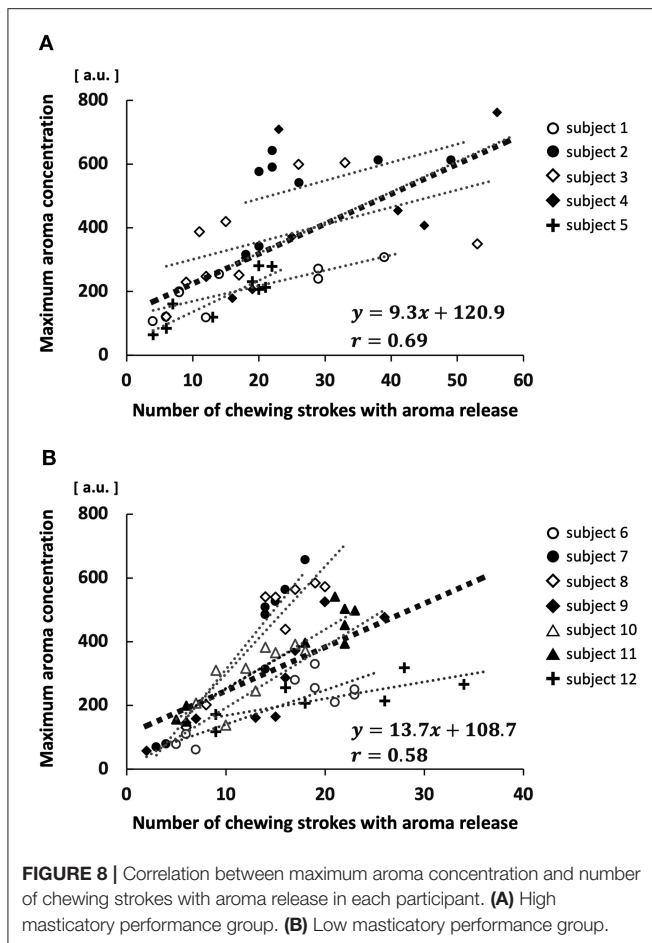 A
[ a.u. ]
Maximum aroma concentration
800
600
400
200
0
0 10 20 30 40 50 60
Number of chewing strokes with aroma release
subject 1
subject 2
subject 3
subject 4
subject 5
y = 9.3x + 120.9
r = 0.69
B
[ a.u. ]
Maximum aroma concentration
800
600
400
200
0
0 10 20 30 40
Number of chewing strokes with aroma release
subject 6
subject 7
subject 8
subject 9
subject 10
subject 11
subject 12
y = 13.7x + 108.7
r = 0.58
FIGURE 8 | Correlation between maximum aroma concentration and number
of chewing strokes with aroma release in each participant. (A) High
masticatory performance group. (B) Low masticatory performance group.